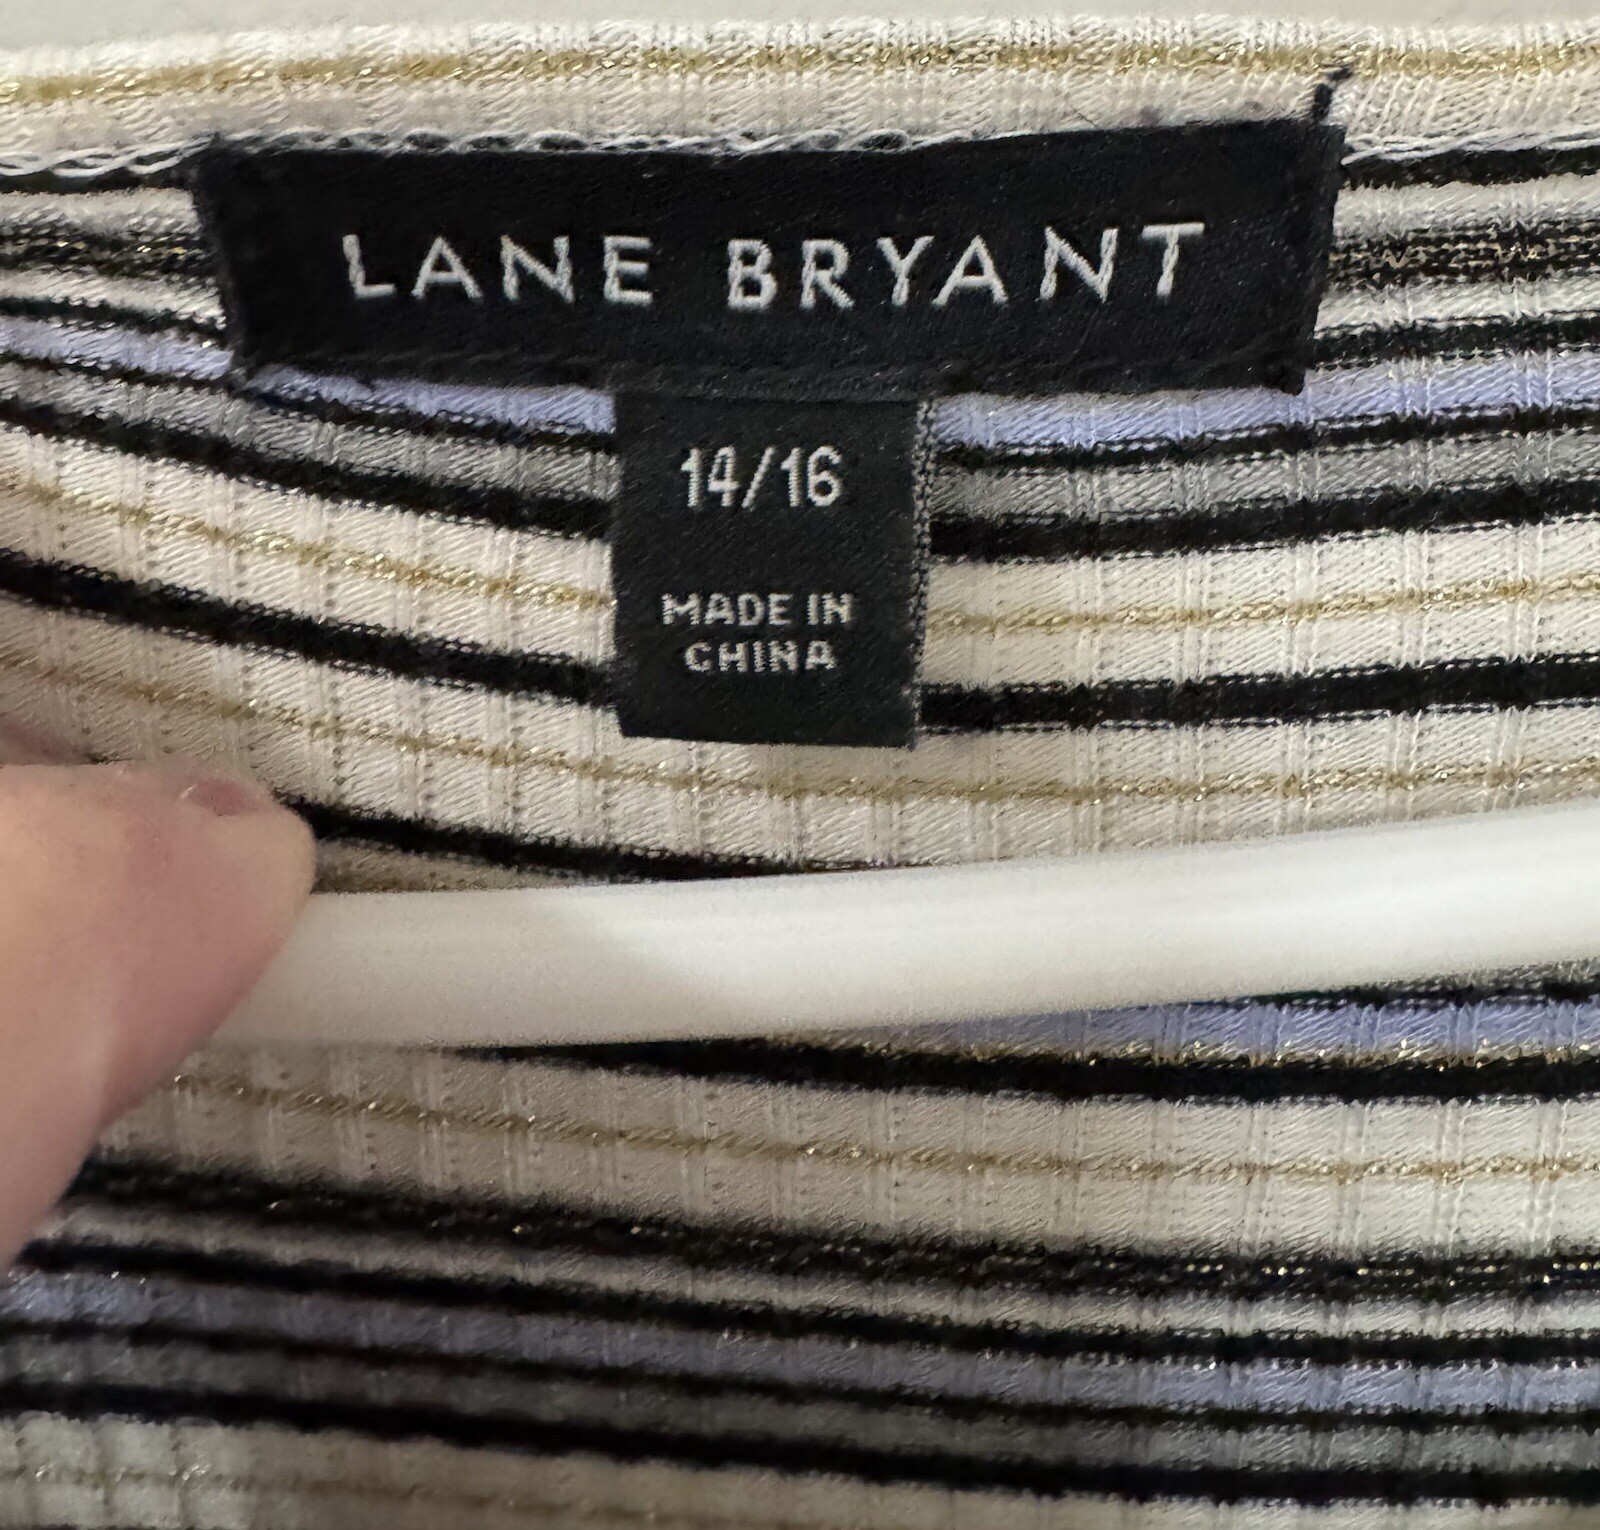 LANE BRYANT
14/16
MADE IN
CHINA